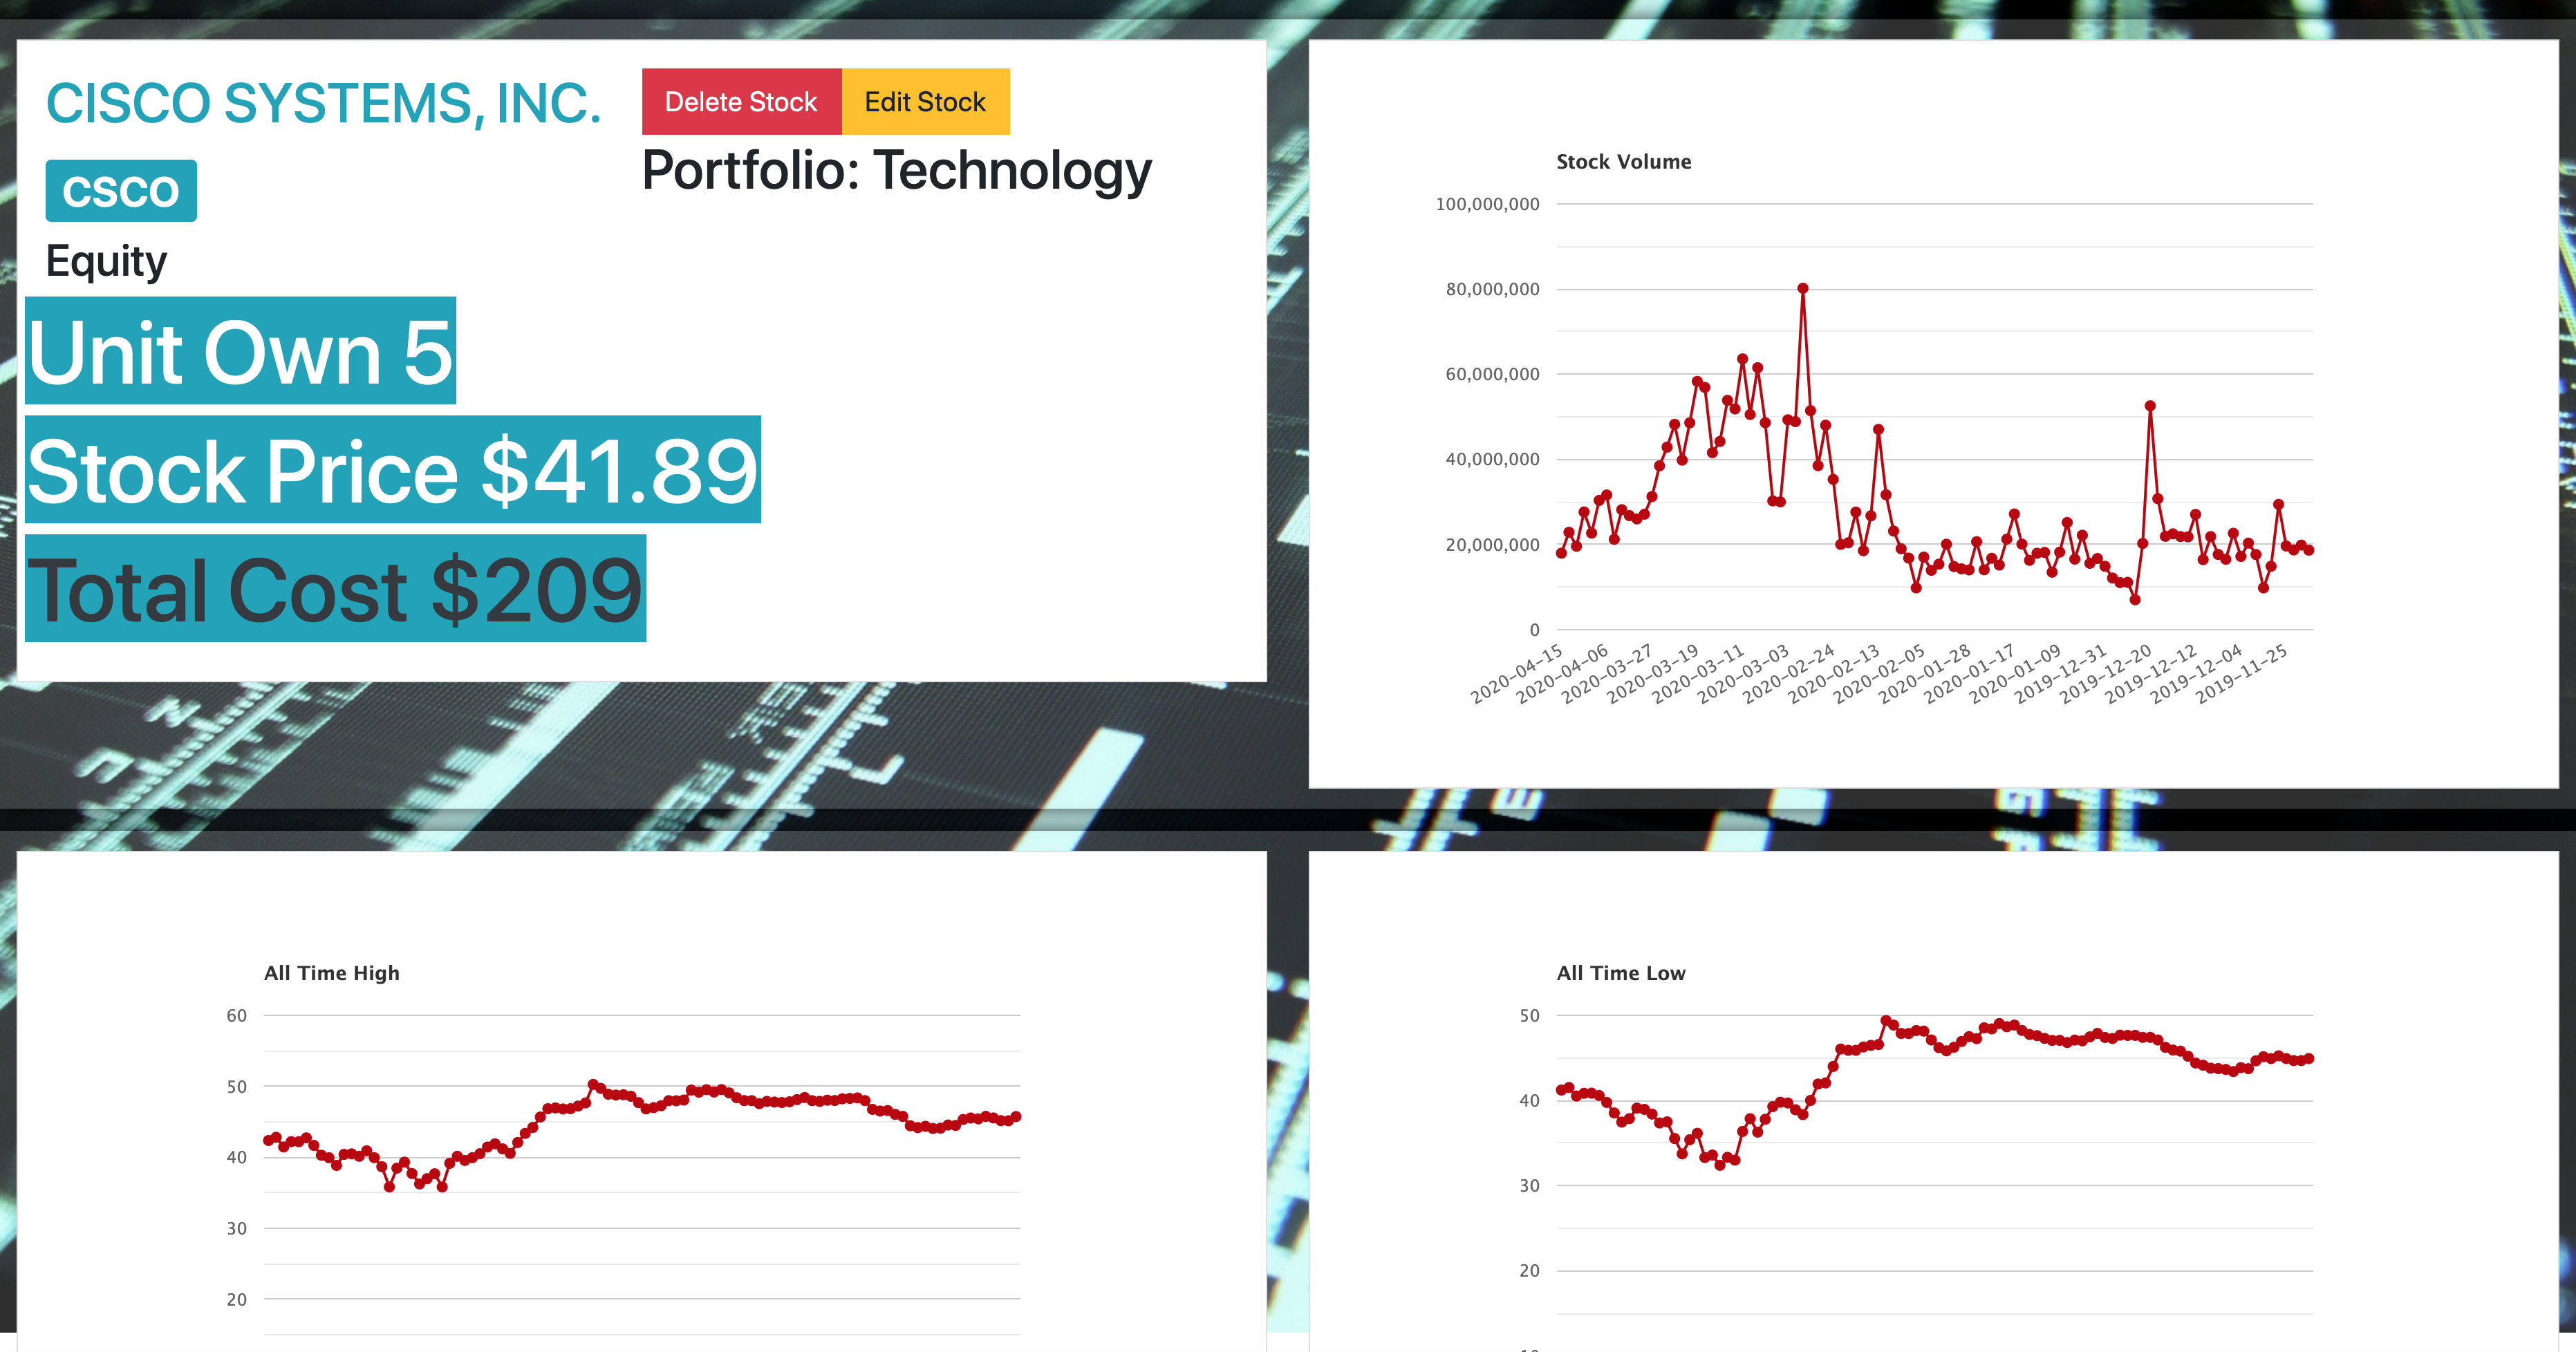 CISCO SYSTEMS, INC.
Delete Stock
Edit Stock
CSCO
Portfolio: Technology
Equity
Unit Own 5
Stock Price $41.89
Total Cost $209
Stock Volume
100,000,000
80,000,000
60,000,000
40,000,000
20,000,000
0
2020-04-15
2020-04-06
2020-03-27
2020-03-19
2020-03-11
2020-03-03
2020-02-24
2020-02-13
2020-02-05
2020-01-28
2020-01-17
2020-01-09
2019-12-31
2019-12-20
2019-12-12
2019-12-04
2019-11-25
All Time High
60
50
40
30
20
All Time Low
50
40
30
20